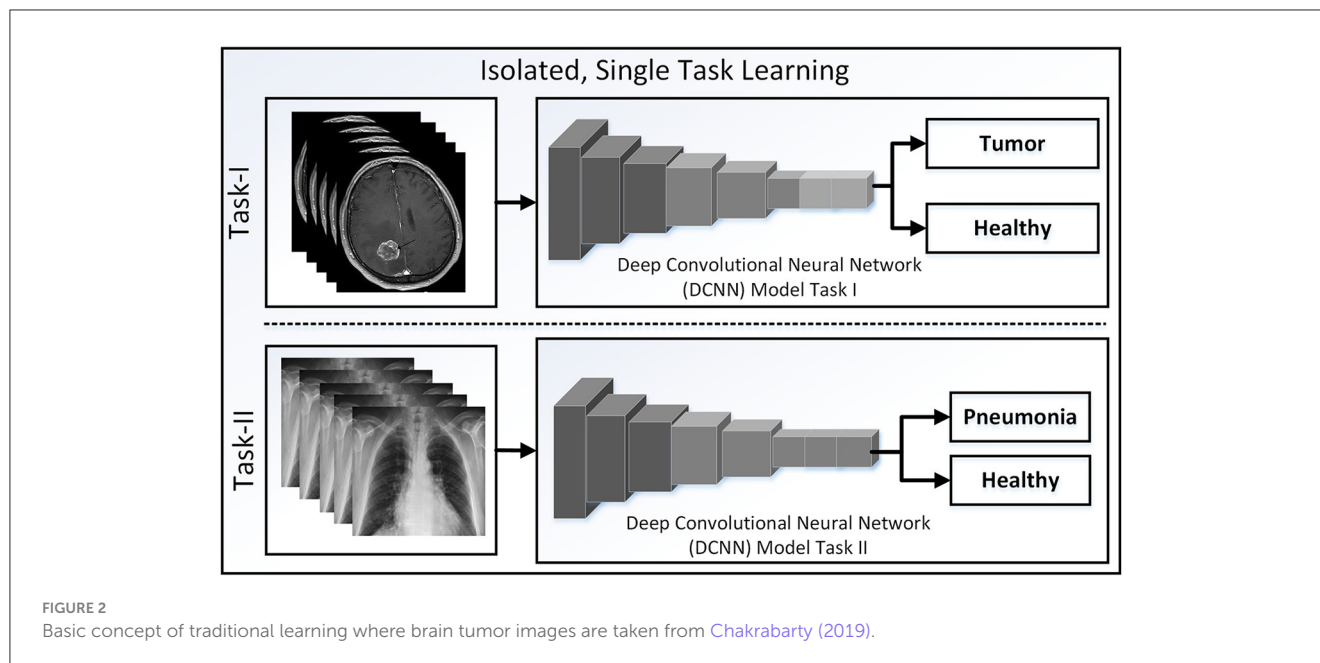 Isolated, Single Task Learning
Task-I
Deep Convolutional Neural Network
(DCNN) Model Task I
Tumor
Healthy
Task-II
Deep Convolutional Neural Network
(DCNN) Model Task II
Pneumonia
Healthy
FIGURE 2
Basic concept of traditional learning where brain tumor images are taken from Chakrabarty (2019).